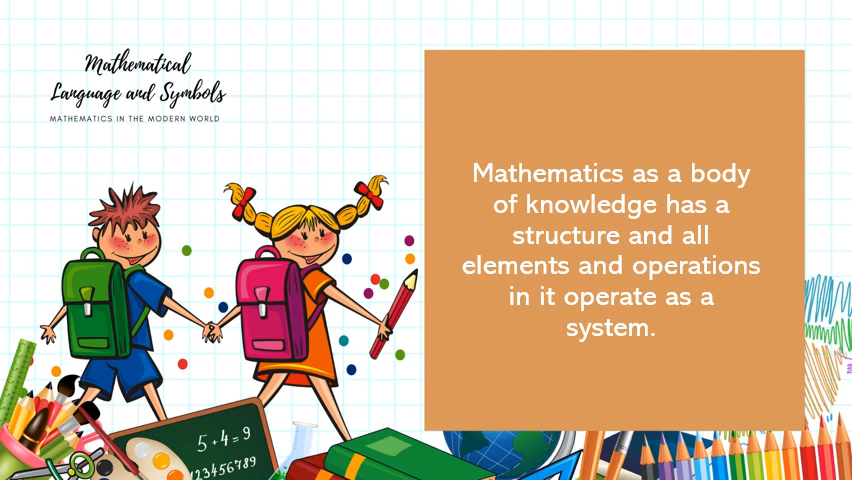 Mathematical
Language and Symbols
MATHEMATICS IN THE MODERN WORLD
Mathematics as a body
of knowledge has a
structure and all
elements and operations
in it operate as a
system.
5+4=9
123456789